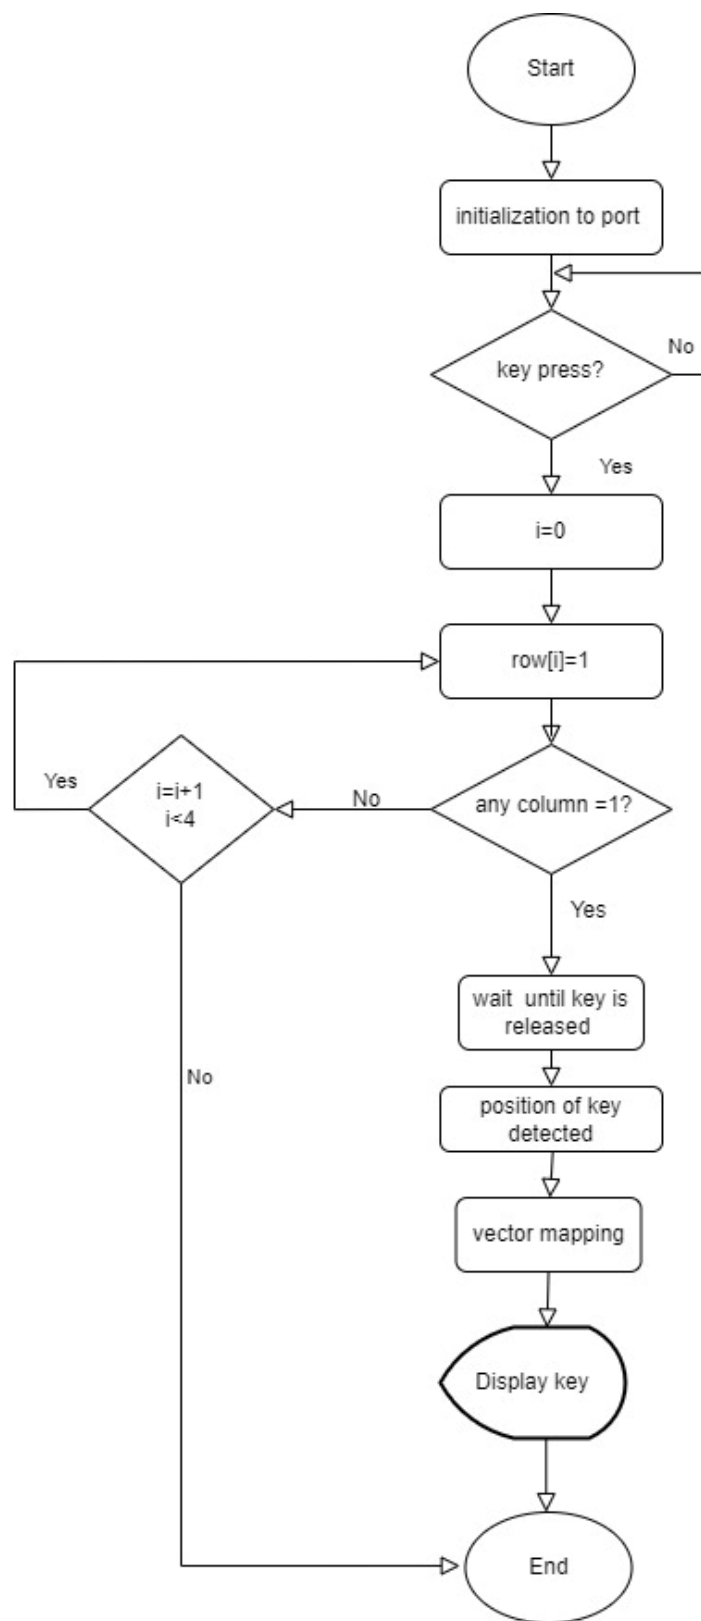 Start
initialization to port
key press?
No
Yes
i=0
row[i]=1
Yes
i=i+1
i<4
No
any column =1?
Yes
wait  until key is
released
No
position of key
detected
vector mapping
Display key
End